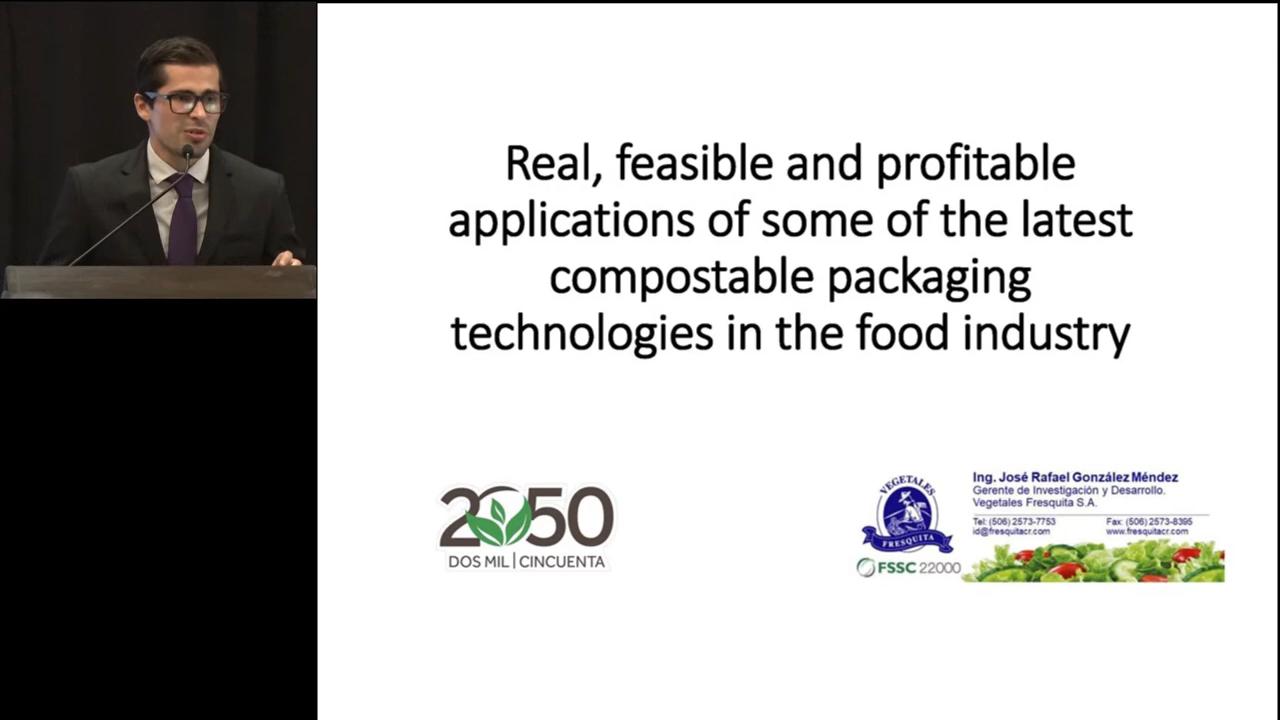 Real, feasible and profitable
applications of some of the latest
compostable packaging
technologies in the food industry
2050
DOS MIL | CINCUENTA
VEGETALES
FRESQUITA
FSSC 22000
Ing. José Rafael González Méndez
Gerente de Investigación y Desarrollo.
Vegetales Fresquita S.A.
Tel: (506) 2573-7753 Fax: (506) 2573-8395
id@fresquitacr.com www.fresquitacr.com